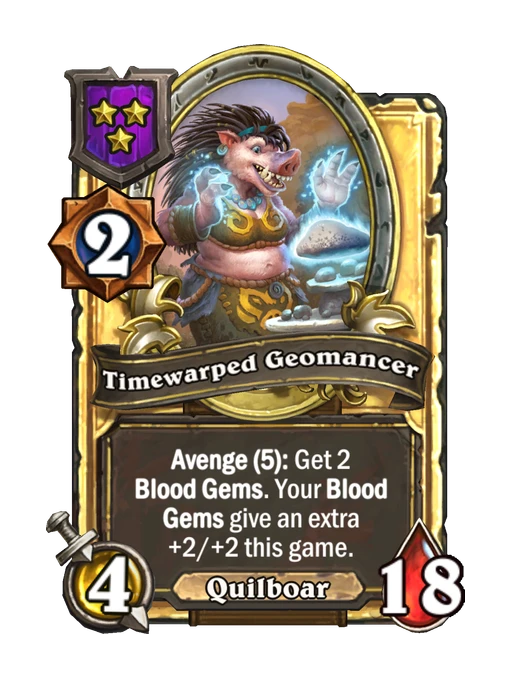 2
Timewarped Geomancer
Avenge (5): Get 2
Blood Gems. Your Blood
Gems give an extra
+2/+2 this game.
4
Quilboar
18